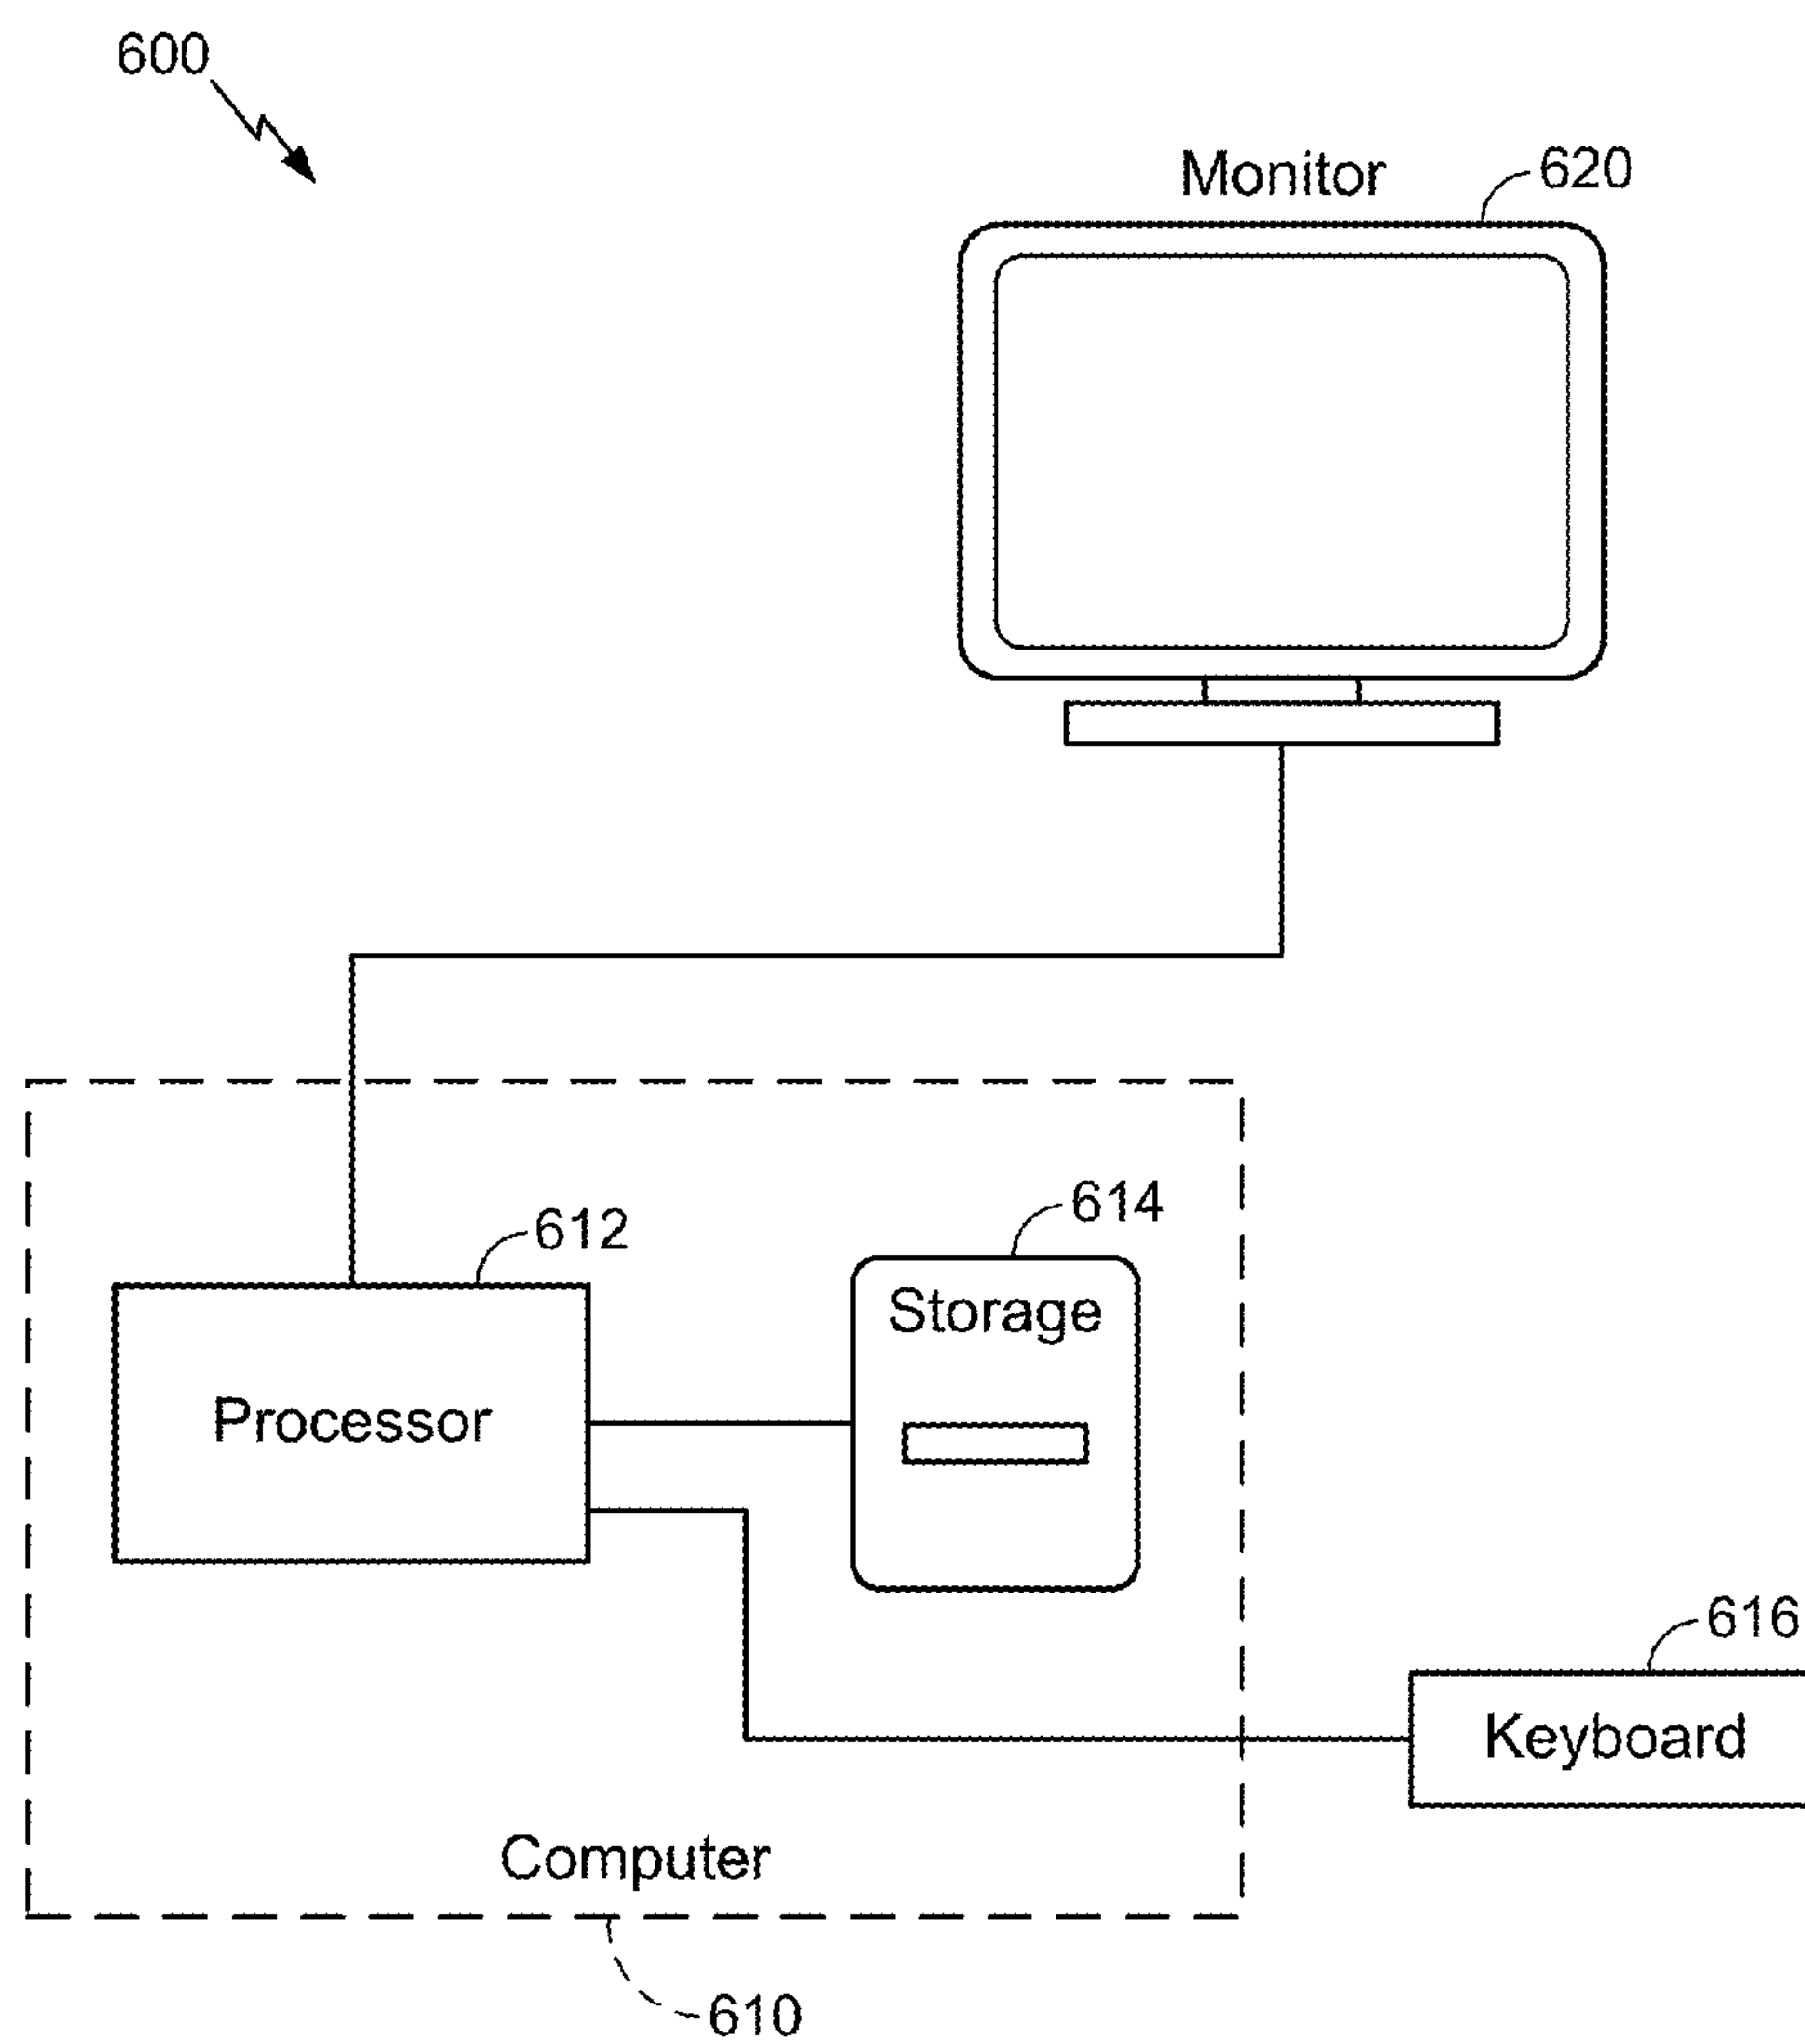 600
Monitor
620
612
614
Storage
Processor
616
Keyboard
Computer
610